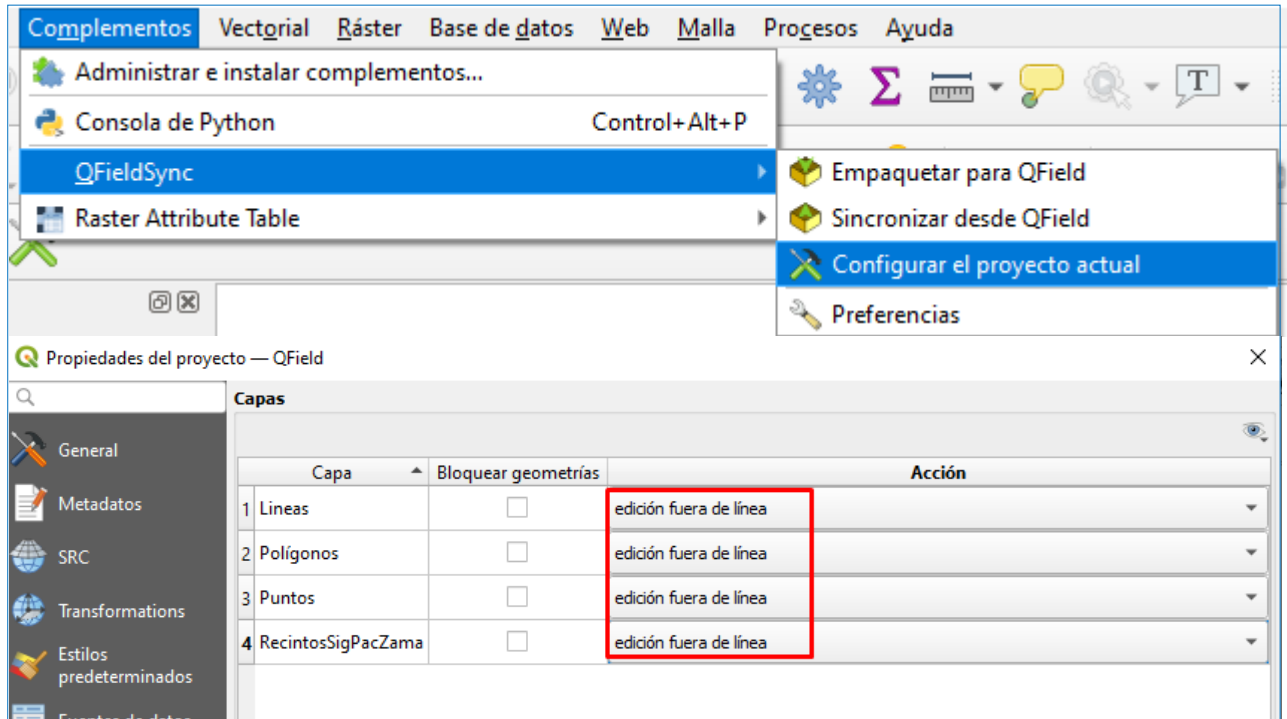 Complementos Vectorial Ráster Base de datos Web Malla Procesos Ayuda
Administrar e instalar complementos...
Consola de Python Control+Alt+P
QFieldSync
Raster Attribute Table
Empaquetar para QField
Sincronizar desde QField
Configurar el proyecto actual
Preferencias
Propiedades del proyecto — QField
General
Metadatos
SRC
Transformations
Estilos
predeterminados
Capas
Capa Bloquear geometrías Acción
1 Lineas edición fuera de línea
2 Polígonos edición fuera de línea
3 Puntos edición fuera de línea
4 RecintosSigPacZama edición fuera de línea